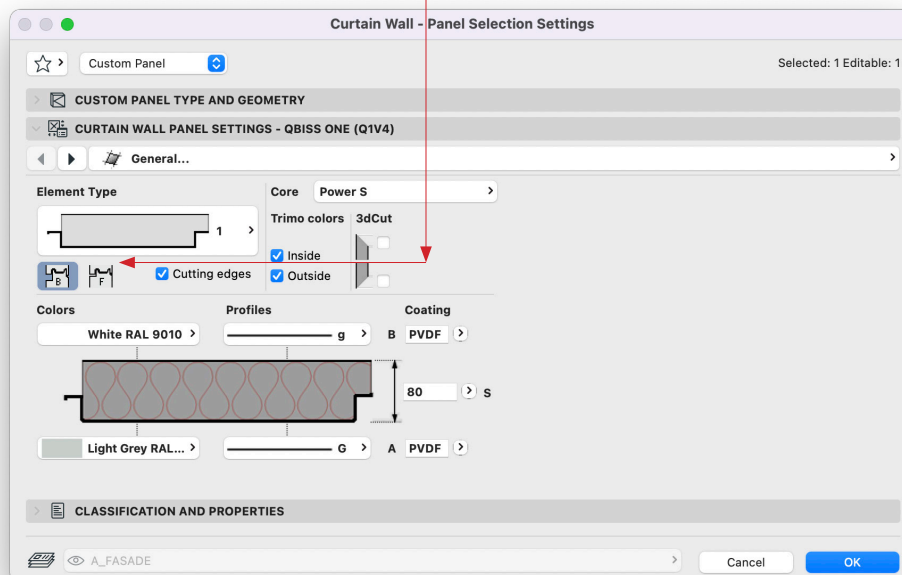 Curtain Wall - Panel Selection Settings
Custom Panel
Selected: 1 Editable: 1
CUSTOM PANEL TYPE AND GEOMETRY
CURTAIN WALL PANEL SETTINGS - QBISS ONE (Q1V4)
General...
Element Type
Core Power S
1
Trimo colors 3dCut
Inside
Outside
B F Cutting edges
Colors Profiles Coating
White RAL 9010 g B PVDF
80 S
Light Grey RAL... G A PVDF
CLASSIFICATION AND PROPERTIES
A_FASADE
Cancel OK